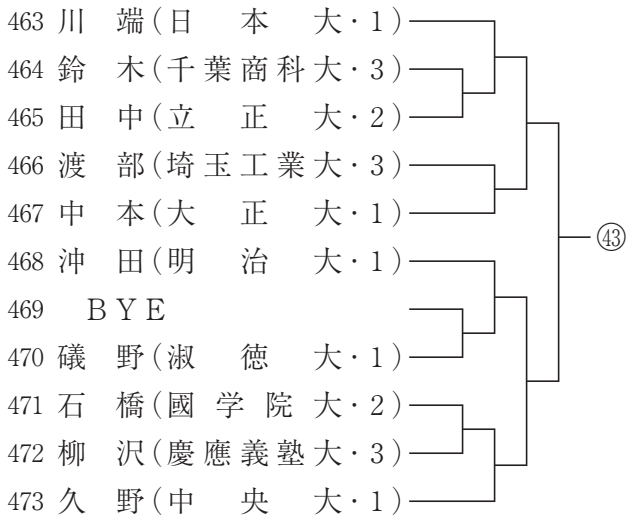 463 川 端(日 本 大・1)
464 鈴 木(千葉商科大・3)
465 田 中(立 正 大・2)
466 渡 部(埼玉工業大・3)
467 中 本(大 正 大・1)
468 沖 田(明 治 大・1)
469 BYE
470 礒 野(淑 徳 大・1)
471 石 橋(國 学 院 大・2)
472 柳 沢(慶應義塾大・3)
473 久 野(中 央 大・1)
㊸